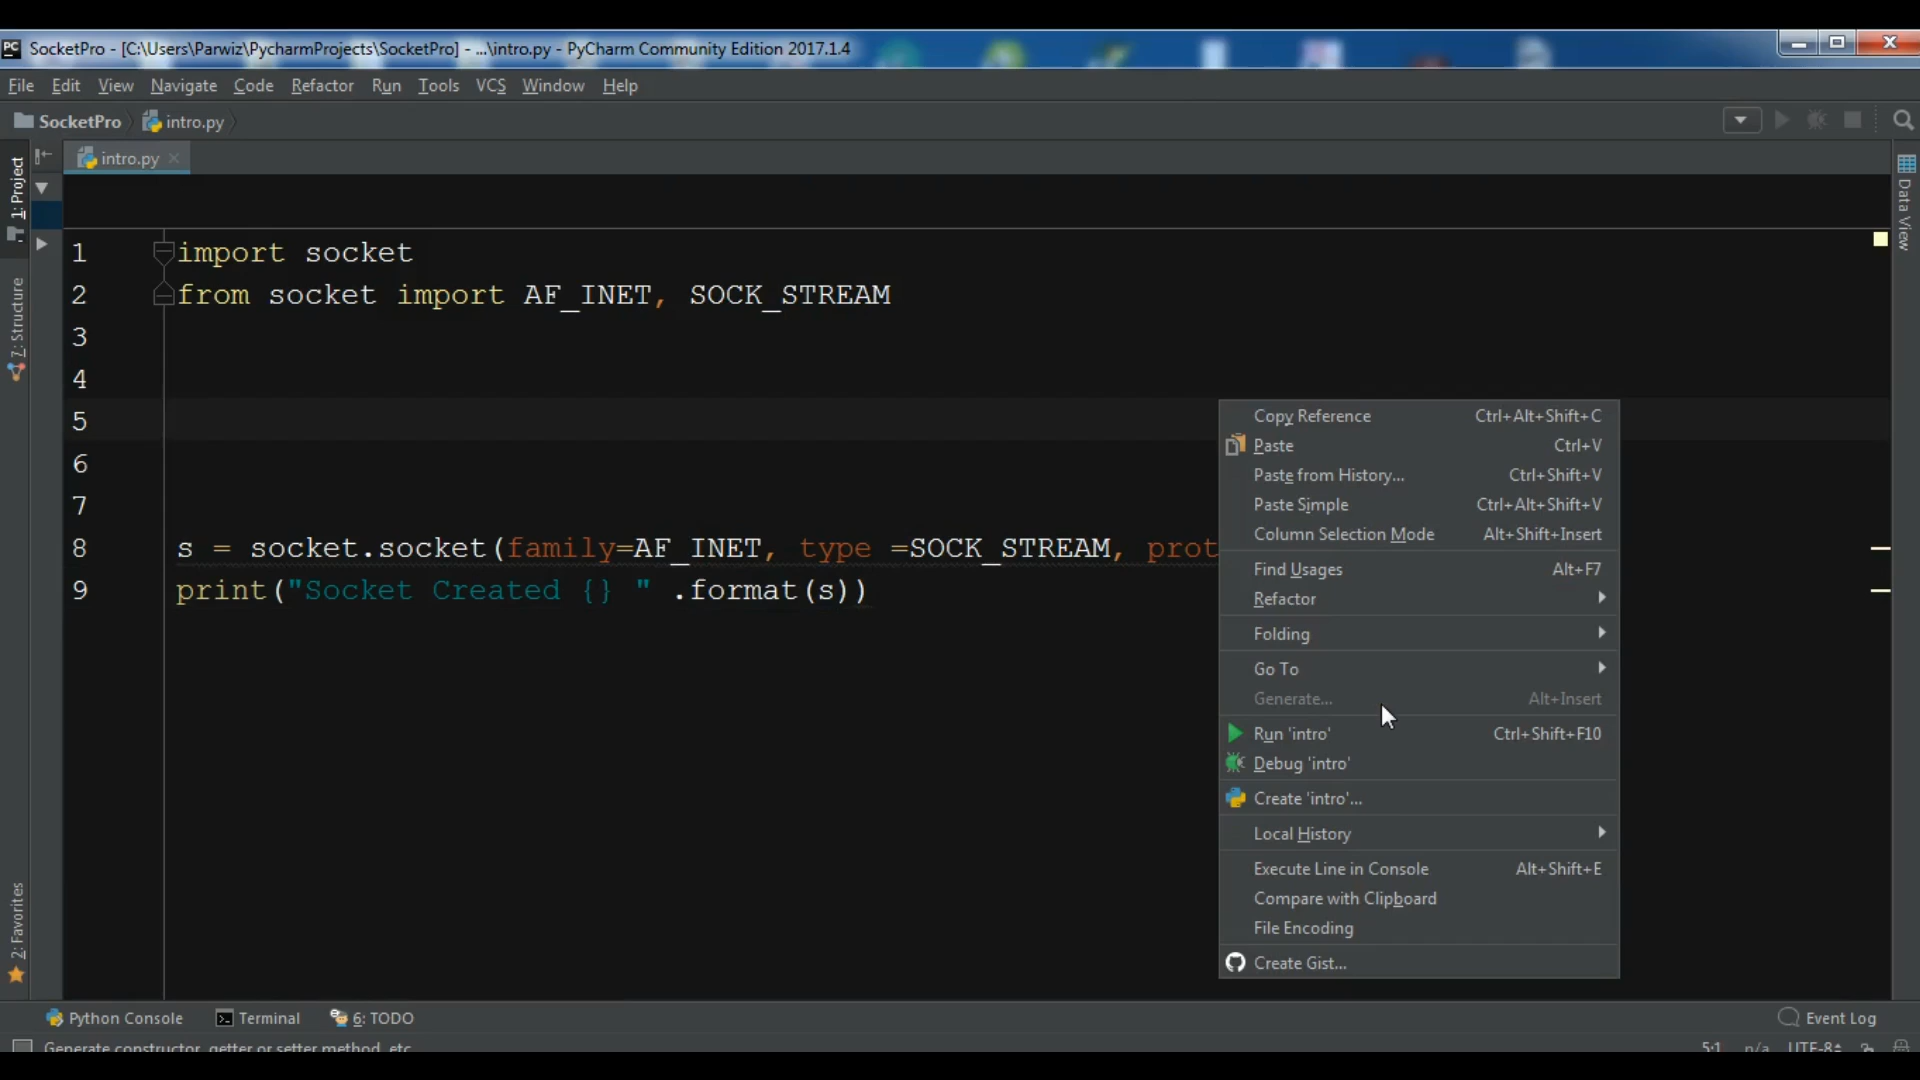 SocketPro - [C:\Users\Parwiz\PycharmProjects\SocketPro] - ...\intro.py - PyCharm Community Edition 2017.1.4
File Edit View Navigate Code Refactor Run Tools VCS Window Help
SocketPro intro.py
intro.py
1: Project
7: Structure
2: Favorites
Data View
1 import socket
2 from socket import AF_INET, SOCK_STREAM
3
4
5
6
7
8 s = socket.socket(family=AF_INET, type =SOCK_STREAM, prot
9 print("Socket Created {} " .format(s))
Copy Reference Ctrl+Alt+Shift+C
Paste Ctrl+V
Paste from History... Ctrl+Shift+V
Paste Simple Ctrl+Alt+Shift+V
Column Selection Mode Alt+Shift+Insert
Find Usages Alt+F7
Refactor
Folding
Go To
Generate... Alt+Insert
Run 'intro' Ctrl+Shift+F10
Debug 'intro'
Create 'intro'...
Local History
Execute Line in Console Alt+Shift+E
Compare with Clipboard
File Encoding
Create Gist...
Python Console Terminal 6: TODO Event Log
Generate constructor, getter or setter method, etc. 5:1 n/a UTF-8